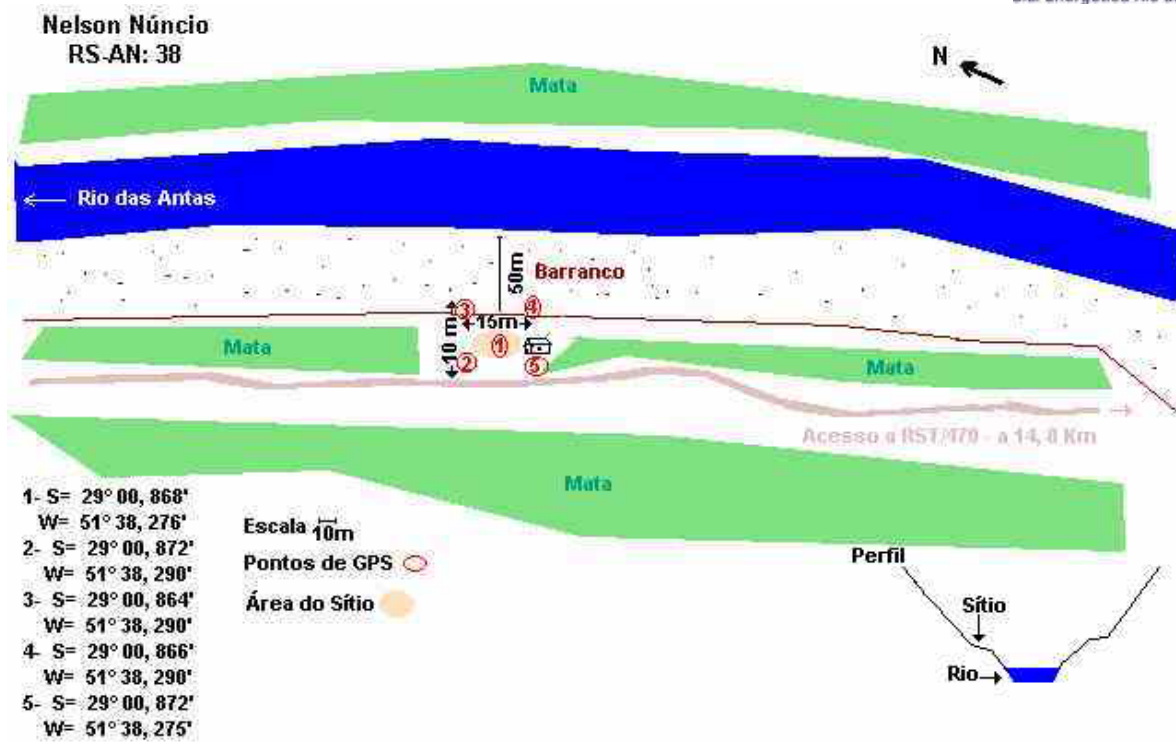 Nelson Núncio
RS-AN: 38
N
Mata
← Rio das Antas
50m
Barranco
3
4
15m
10 m
1
2
5
Mata
Mata
Acesso a RST/470 - a 14, 8 Km →
Mata
1- S= 29° 00, 868'
W= 51° 38, 276'
2- S= 29° 00, 872'
W= 51° 38, 290'
3- S= 29° 00, 864'
W= 51° 38, 290'
4- S= 29° 00, 866'
W= 51° 38, 290'
5- S= 29° 00, 872'
W= 51° 38, 275'
Escala 10m
Pontos de GPS
Área do Sítio
Perfil
Sítio
Rio